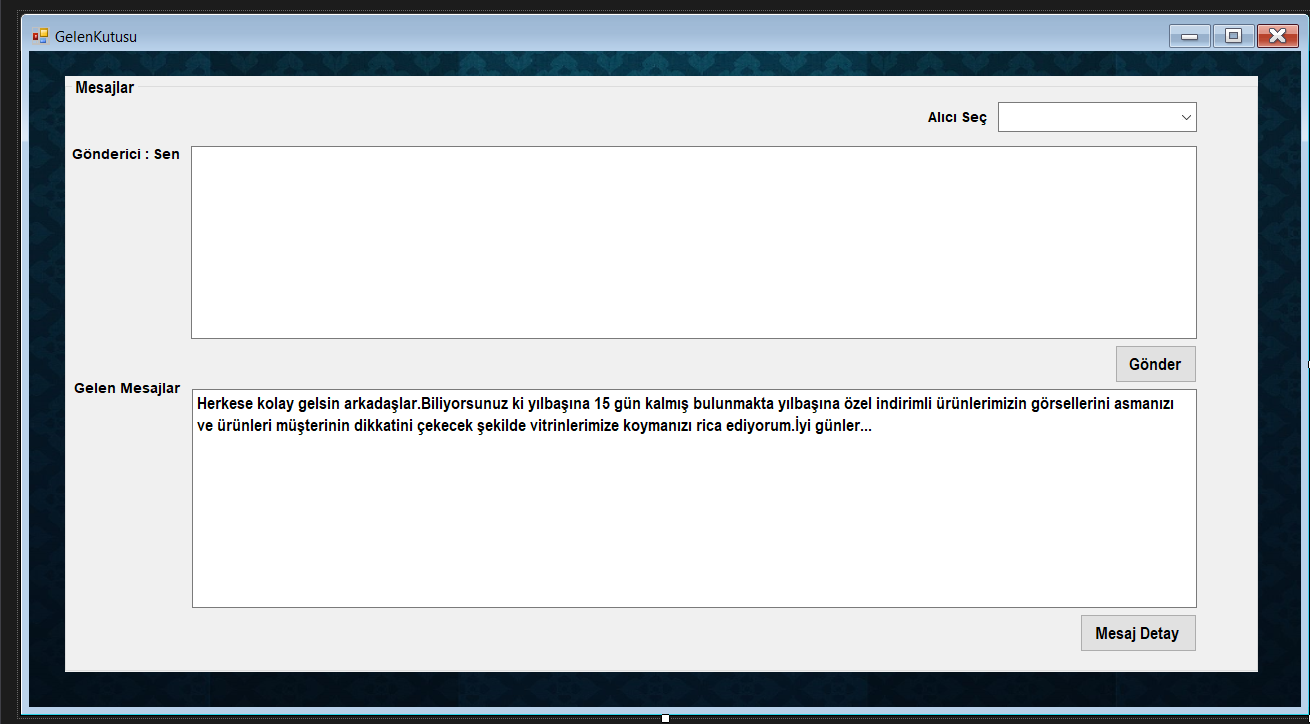 GelenKutusu
Mesajlar
Alıcı Seç
Gönderici : Sen
Gönder
Gelen Mesajlar
Herkese kolay gelsin arkadaşlar.Biliyorsunuz ki yılbaşına 15 gün kalmış bulunmakta yılbaşına özel indirimli ürünlerimizin görsellerini asmanızı
ve ürünleri müşterinin dikkatini çekecek şekilde vitrinlerimize koymanızı rica ediyorum.İyi günler...
Mesaj Detay